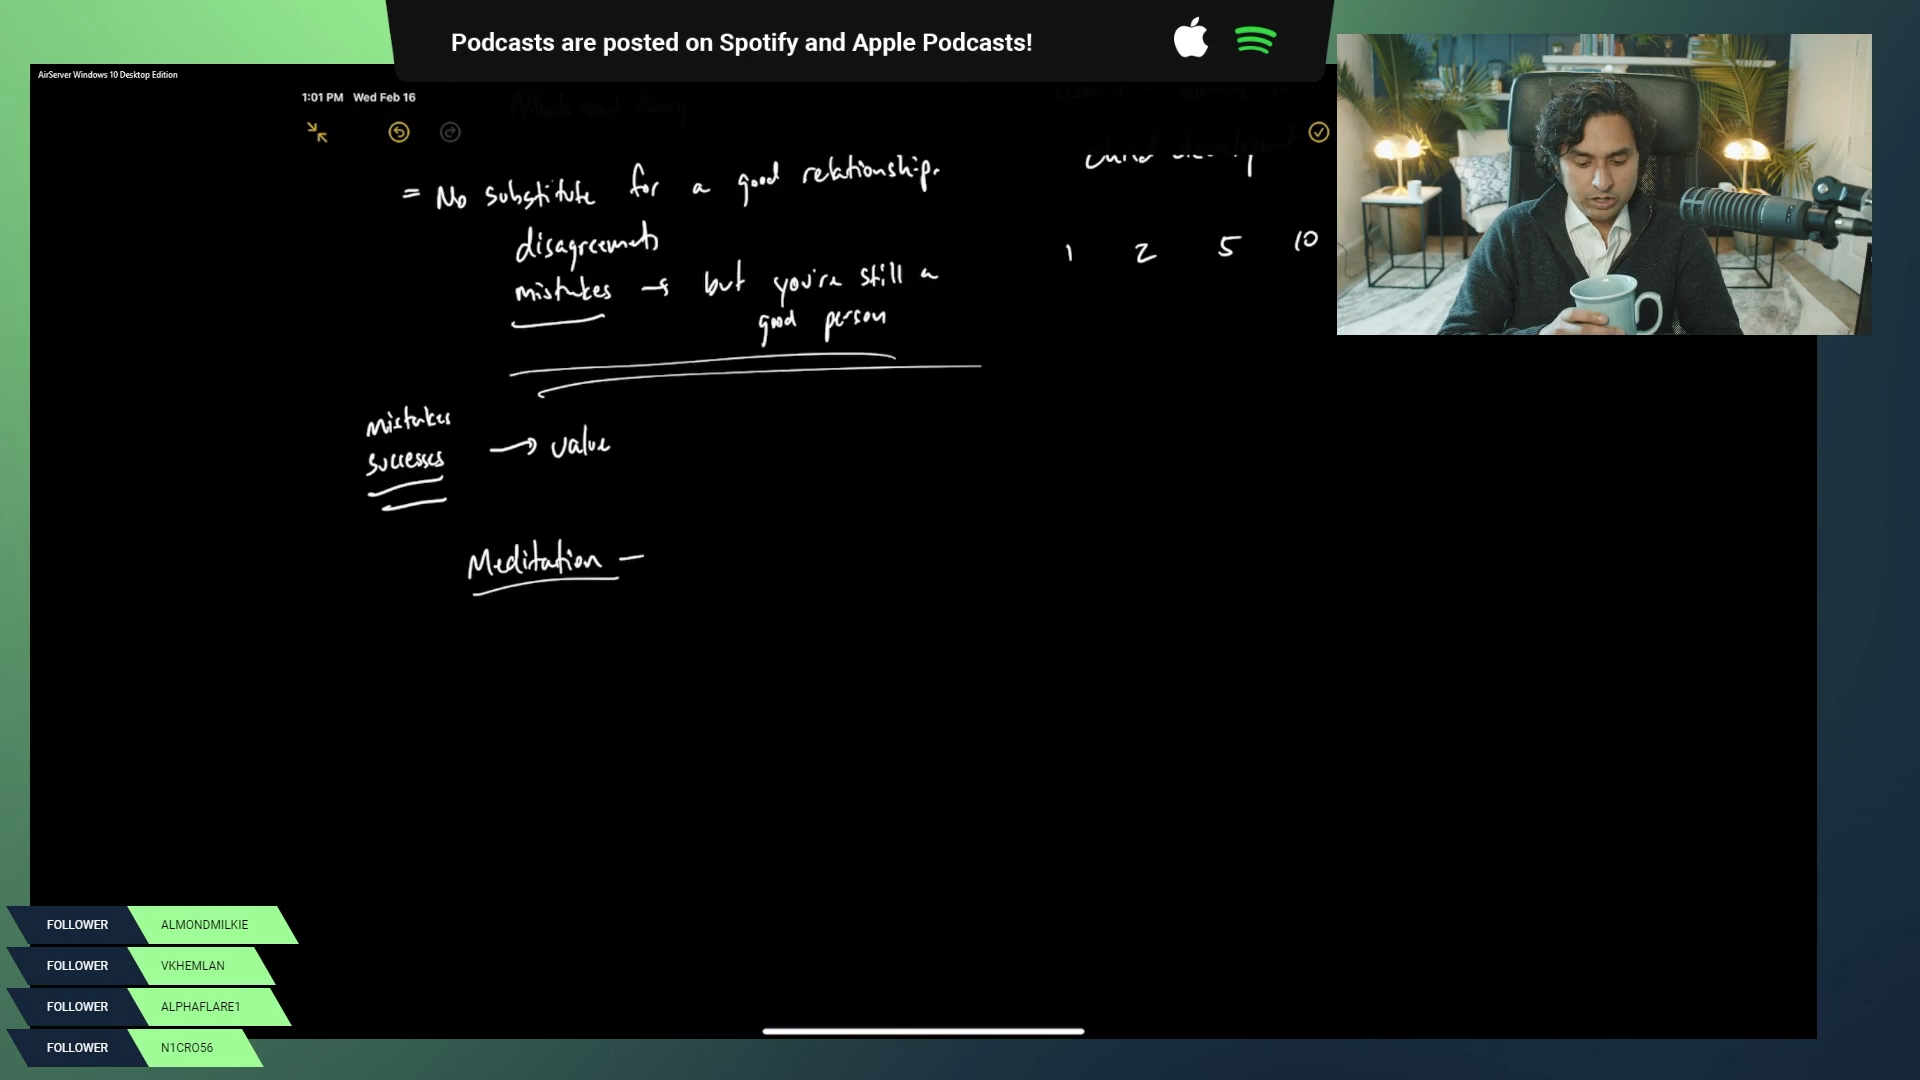 Podcasts are posted on Spotify and Apple Podcasts!
AirServer Windows 10 Desktop Edition
1:01 PM Wed Feb 16
Attachment theory
= No substitute for a good relationship.
disagreements
mistakes → but you're still a
good person
1 2 5 10
mistakes
successes
→ value
Meditation –
FOLLOWER ALMONDMILKIE
FOLLOWER VKHEMLAN
FOLLOWER ALPHAFLARE1
FOLLOWER N1CRO56